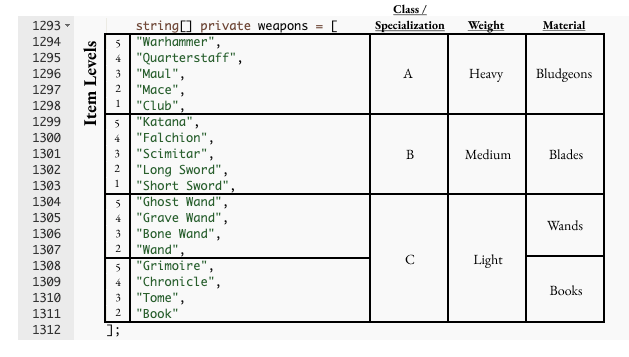 Class /
Specialization Weight Material
1293 string[] private weapons = [
Item Levels
1294 5 "Warhammer",
1295 4 "Quarterstaff",
1296 3 "Maul", A Heavy Bludgeons
1297 2 "Mace",
1298 1 "Club",
1299 5 "Katana",
1300 4 "Falchion",
1301 3 "Scimitar", B Medium Blades
1302 2 "Long Sword",
1303 1 "Short Sword",
1304 5 "Ghost Wand",
1305 4 "Grave Wand", Wands
1306 3 "Bone Wand",
1307 2 "Wand",
C Light
1308 5 "Grimoire",
1309 4 "Chronicle", Books
1310 3 "Tome",
1311 2 "Book"
1312 ];